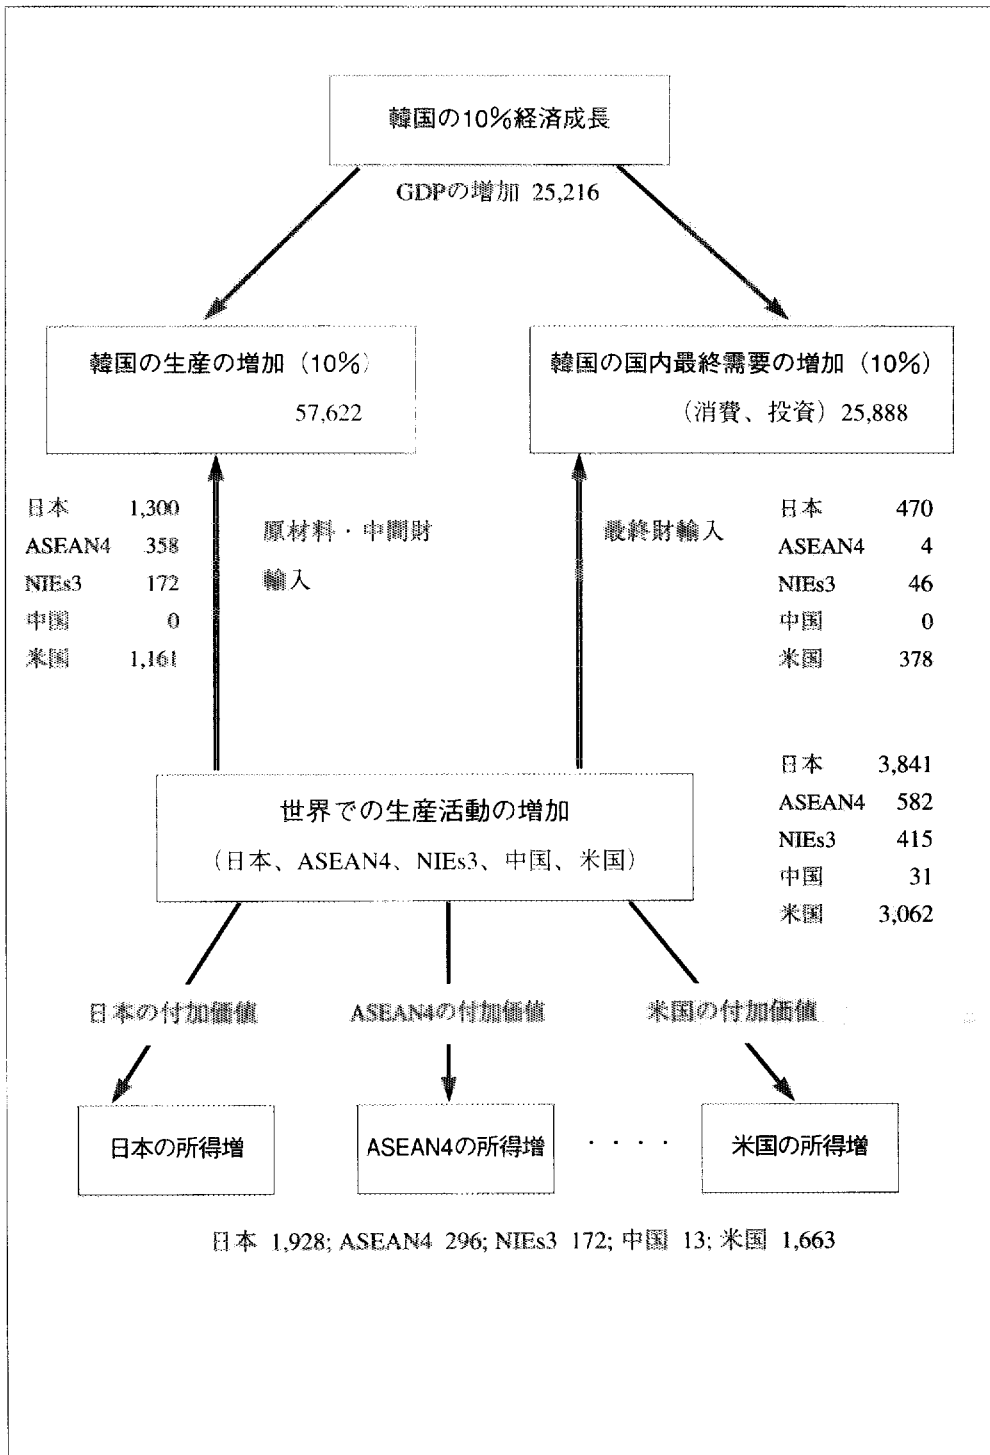 韓国の10%経済成長
GDPの増加 25,216
韓国の生産の増加（10%）
57,622
韓国の国内最終需要の増加（10%）
（消費、投資）25,888
日本 1,300
ASEAN4 358
NIEs3 172
中国 0
米国 1,161
原材料・中間財
輸入
最終財輸入
日本 470
ASEAN4 4
NIEs3 46
中国 0
米国 378
世界での生産活動の増加
（日本、ASEAN4、NIEs3、中国、米国）
日本 3,841
ASEAN4 582
NIEs3 415
中国 31
米国 3,062
日本の付加価値
ASEAN4の付加価値
米国の付加価値
日本の所得増
ASEAN4の所得増
・・・・
米国の所得増
日本 1,928; ASEAN4 296; NIEs3 172; 中国 13; 米国 1,663